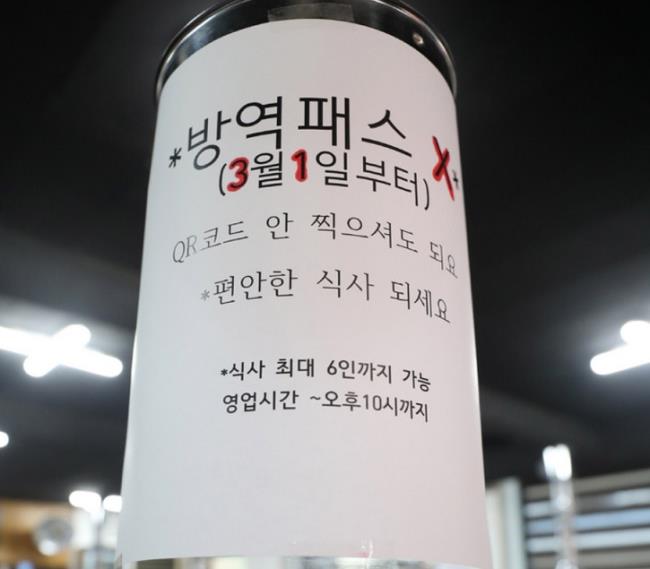 *방역패스 X*
(3월1일부터)
QR코드 안 찍으셔도 되요
*편안한 식사 되세요
*식사 최대 6인까지 가능
영업시간 ~오후10시까지